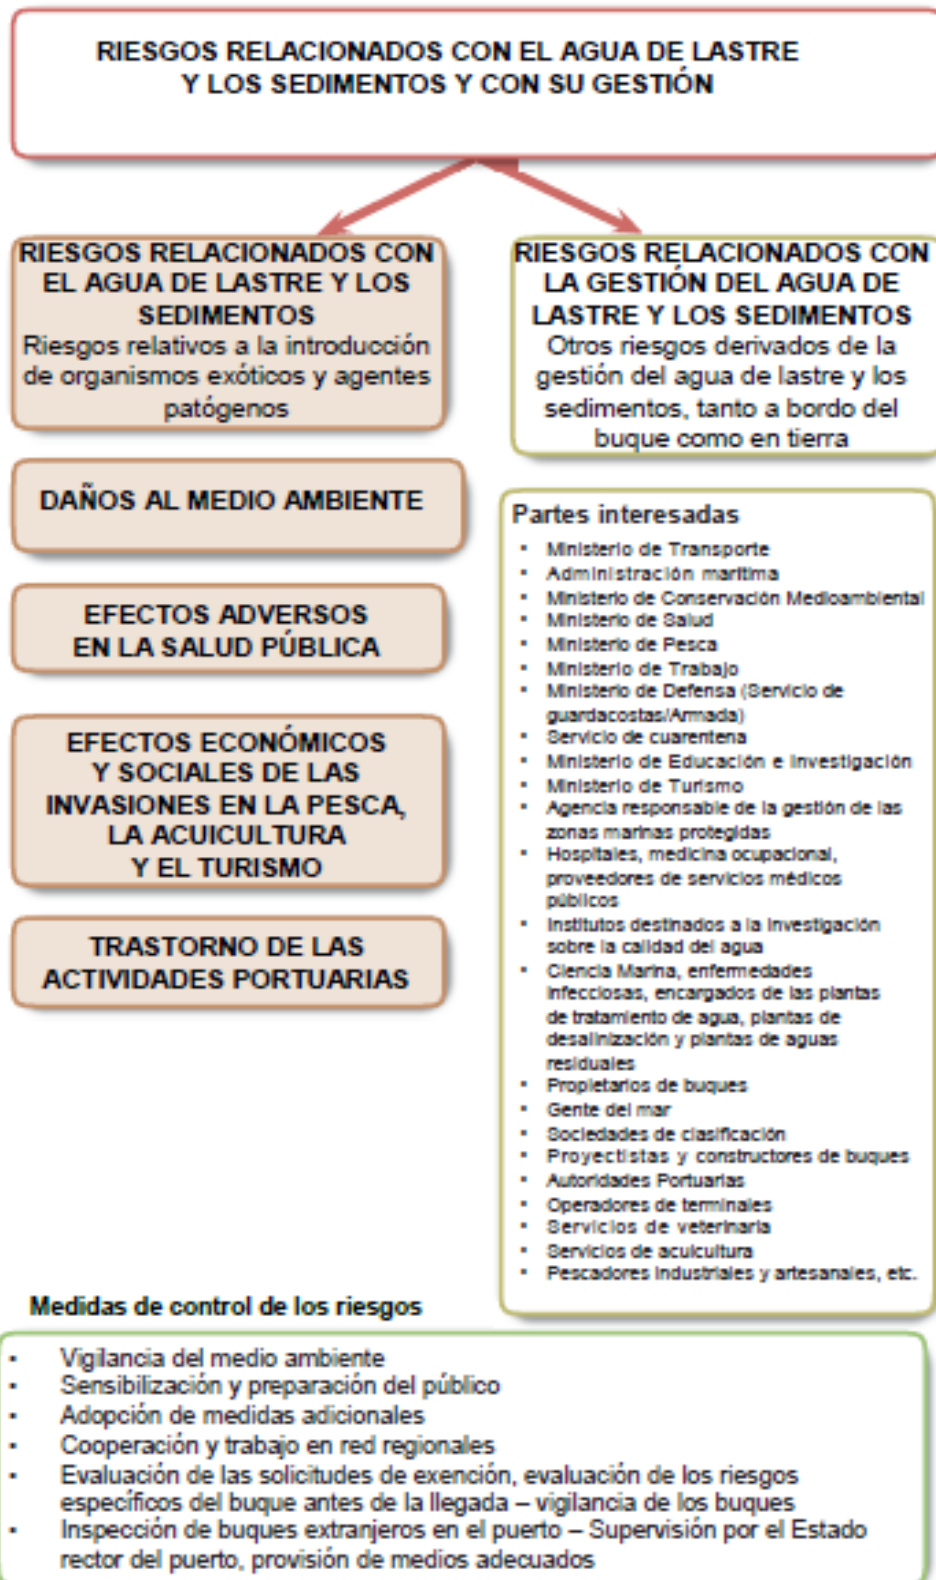 RIESGOS RELACIONADOS CON EL AGUA DE LASTRE
Y LOS SEDIMENTOS Y CON SU GESTIÓN
RIESGOS RELACIONADOS CON
EL AGUA DE LASTRE Y LOS
SEDIMENTOS
Riesgos relativos a la introducción
de organismos exóticos y agentes
patógenos
DAÑOS AL MEDIO AMBIENTE
EFECTOS ADVERSOS
EN LA SALUD PÚBLICA
EFECTOS ECONÓMICOS
Y SOCIALES DE LAS
INVASIONES EN LA PESCA,
LA ACUICULTURA
Y EL TURISMO
TRASTORNO DE LAS
ACTIVIDADES PORTUARIAS
RIESGOS RELACIONADOS CON
LA GESTIÓN DEL AGUA DE
LASTRE Y LOS SEDIMENTOS
Otros riesgos derivados de la
gestión del agua de lastre y los
sedimentos, tanto a bordo del
buque como en tierra
Partes interesadas
▪ Ministerio de Transporte
▪ Administración marítima
▪ Ministerio de Conservación Medioambiental
▪ Ministerio de Salud
▪ Ministerio de Pesca
▪ Ministerio de Trabajo
▪ Ministerio de Defensa (Servicio de
guardacostas/Armada)
▪ Servicio de cuarentena
▪ Ministerio de Educación e Investigación
▪ Ministerio de Turismo
▪ Agencia responsable de la gestión de las
zonas marinas protegidas
▪ Hospitales, medicina ocupacional,
proveedores de servicios médicos
públicos
▪ Institutos destinados a la investigación
sobre la calidad del agua
▪ Ciencia Marina, enfermedades
infecciosas, encargados de las plantas
de tratamiento de agua, plantas de
desalinización y plantas de aguas
residuales
▪ Propietarios de buques
▪ Gente del mar
▪ Sociedades de clasificación
▪ Proyectistas y constructores de buques
▪ Autoridades Portuarias
▪ Operadores de terminales
▪ Servicios de veterinaria
▪ Servicios de acuicultura
▪ Pescadores industriales y artesanales, etc.
Medidas de control de los riesgos
▪ Vigilancia del medio ambiente
▪ Sensibilización y preparación del público
▪ Adopción de medidas adicionales
▪ Cooperación y trabajo en red regionales
▪ Evaluación de las solicitudes de exención, evaluación de los riesgos
específicos del buque antes de la llegada – vigilancia de los buques
▪ Inspección de buques extranjeros en el puerto – Supervisión por el Estado
rector del puerto, provisión de medios adecuados